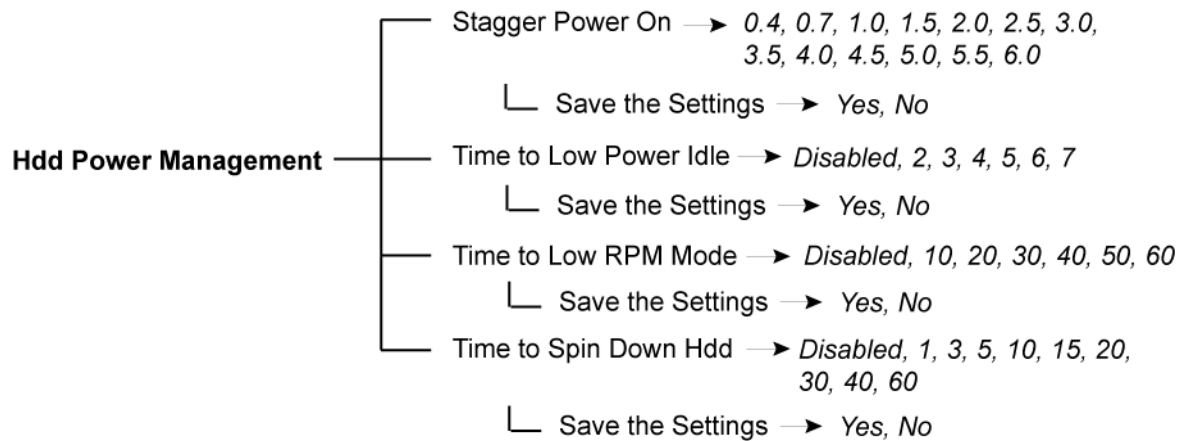 Stagger Power On 0.4, 0.7, 1.0, 1.5, 2.0, 2.5, 3.0,
3.5, 4.0, 4.5, 5.0, 5.5, 6.0
Save the Settings Yes, No
Hdd Power Management
Time to Low Power Idle Disabled, 2, 3, 4, 5, 6, 7
Save the Settings Yes, No
Time to Low RPM Mode Disabled, 10, 20, 30, 40, 50, 60
Save the Settings Yes, No
Time to Spin Down Hdd Disabled, 1, 3, 5, 10, 15, 20,
30, 40, 60
Save the Settings Yes, No